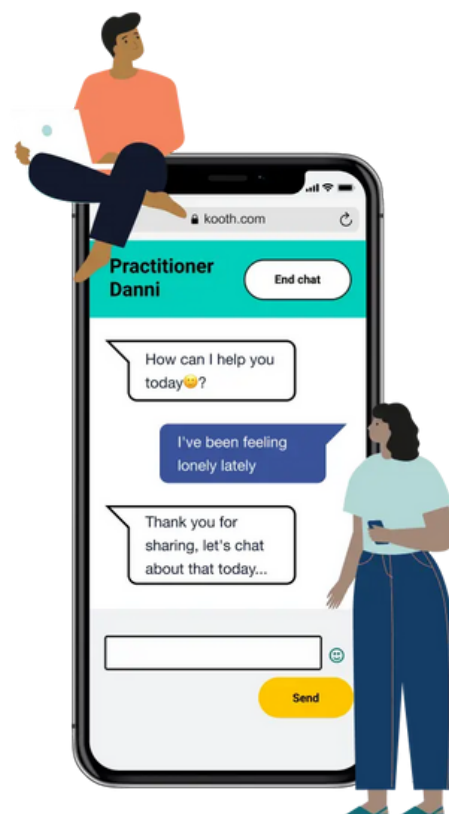 kooth.com
Practitioner
Danni
End chat
How can I help you
today🙂?
I've been feeling
lonely lately
Thank you for
sharing, let's chat
about that today...
Send